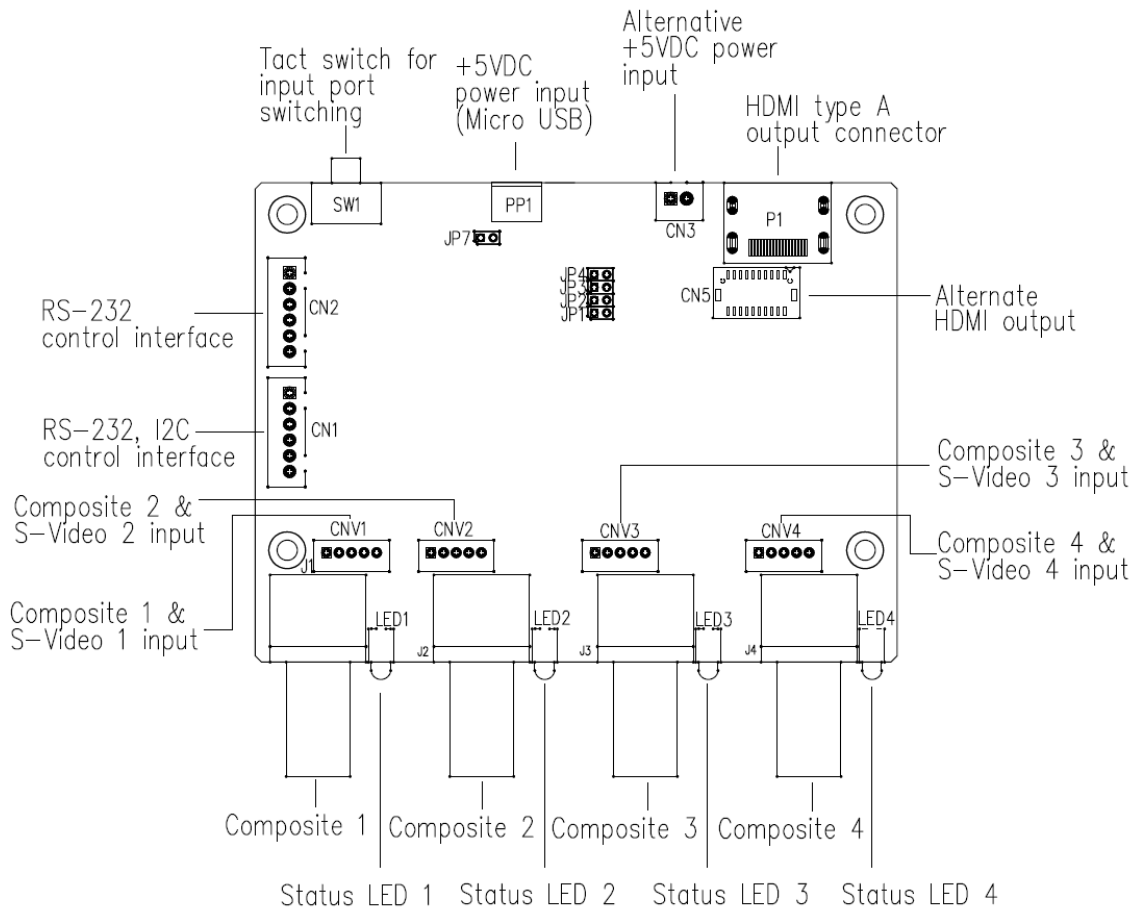 Alternative
+5VDC power
input
Tact switch for
input port
switching
+5VDC
power input
(Micro USB)
HDMI type A
output connector
SW1
PP1
CN3
P1
JP7
JP4
JP3
JP2
JP1
CN5
Alternate
HDMI output
CN2
RS-232
control interface
CN1
RS-232, I2C
control interface
Composite 3 &
S-Video 3 input
Composite 2 &
S-Video 2 input
CNV1
CNV2
CNV3
CNV4
Composite 4 &
S-Video 4 input
J1
Composite 1 &
S-Video 1 input
LED1
LED2
LED3
LED4
J2
J3
J4
Composite 1
Composite 2
Composite 3
Composite 4
Status LED 1
Status LED 2
Status LED 3
Status LED 4